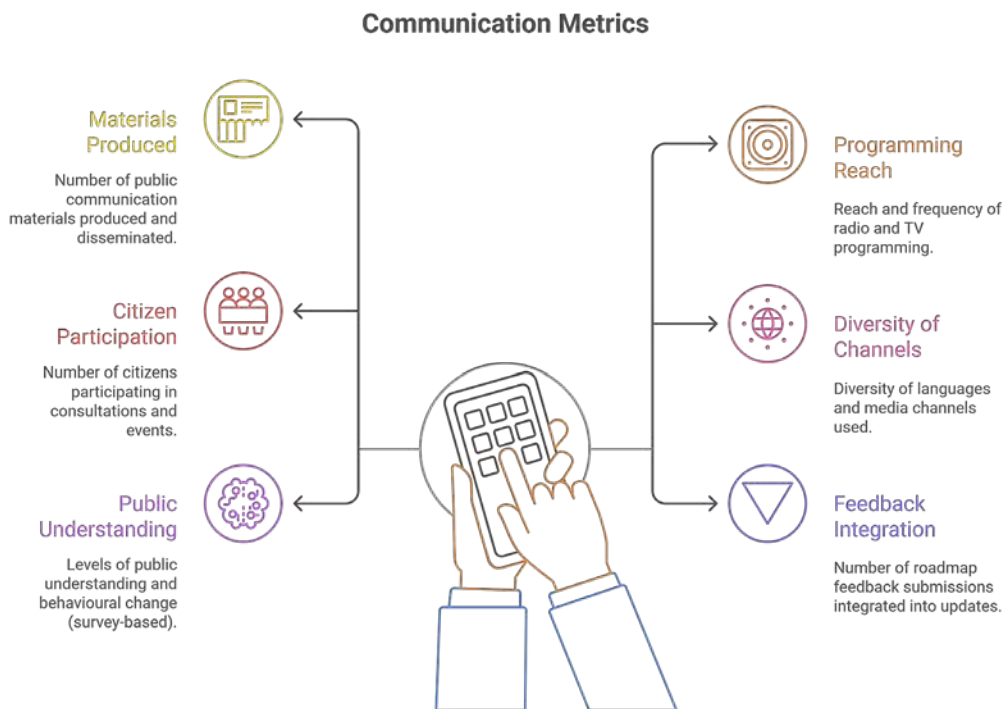 Communication Metrics
Materials
Produced
Number of public
communication
materials produced and
disseminated.
Citizen
Participation
Number of citizens
participating in
consultations and
events.
Public
Understanding
Levels of public
understanding and
behavioural change
(survey-based).
Programming
Reach
Reach and frequency of
radio and TV
programming.
Diversity of
Channels
Diversity of languages
and media channels
used.
Feedback
Integration
Number of roadmap
feedback submissions
integrated into updates.